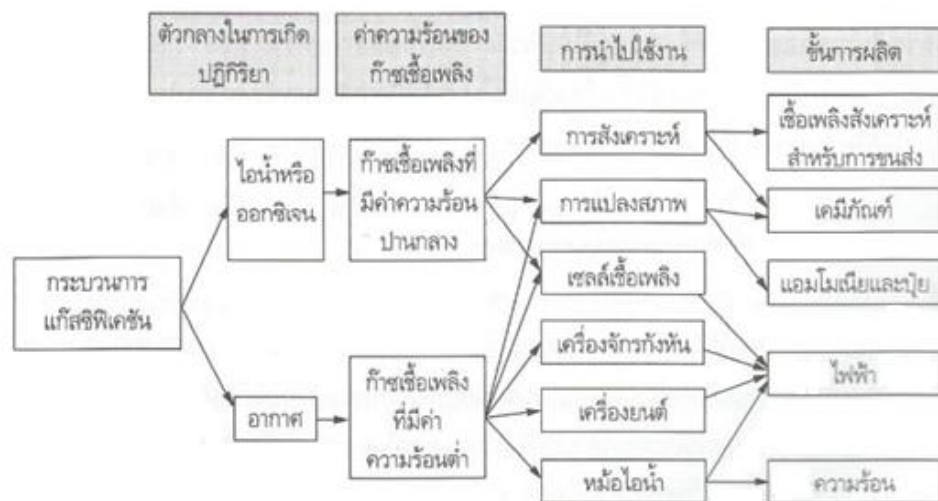 ตัวกลางในการเกิด
ปฏิกิริยา
ค่าความร้อนของ
ก๊าซเชื้อเพลิง
การนำไปใช้งาน
ขั้นการผลิต
กระบวนการ
แก๊สซิฟิเคชัน
ไอน้ำหรือ
ออกซิเจน
อากาศ
ก๊าซเชื้อเพลิงที่
มีค่าความร้อน
ปานกลาง
ก๊าซเชื้อเพลิง
ที่มีค่า
ความร้อนต่ำ
การสังเคราะห์
การแปลงสภาพ
เซลล์เชื้อเพลิง
เครื่องจักรกังหัน
เครื่องยนต์
หม้อไอน้ำ
เชื้อเพลิงสังเคราะห์
สำหรับการขนส่ง
เคมีภัณฑ์
แอมโมเนียและปุ๋ย
ไฟฟ้า
ความร้อน